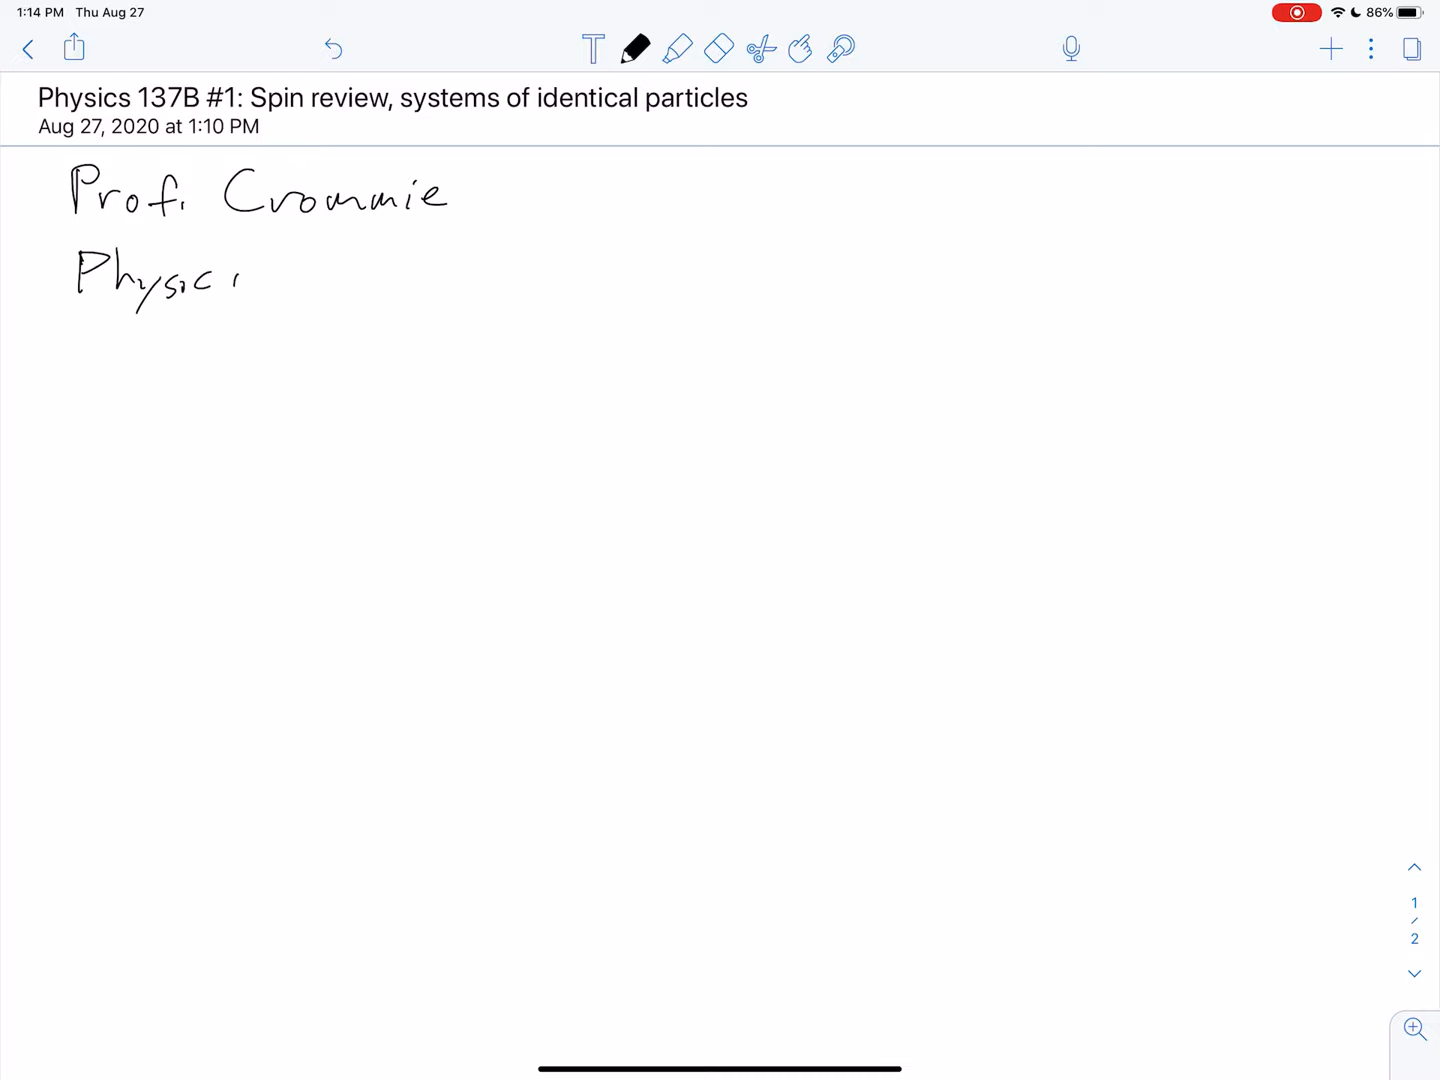 1:14 PM Thu Aug 27
86%
Physics 137B #1: Spin review, systems of identical particles
Aug 27, 2020 at 1:10 PM
Prof. Crommie
Physic
1
/
2